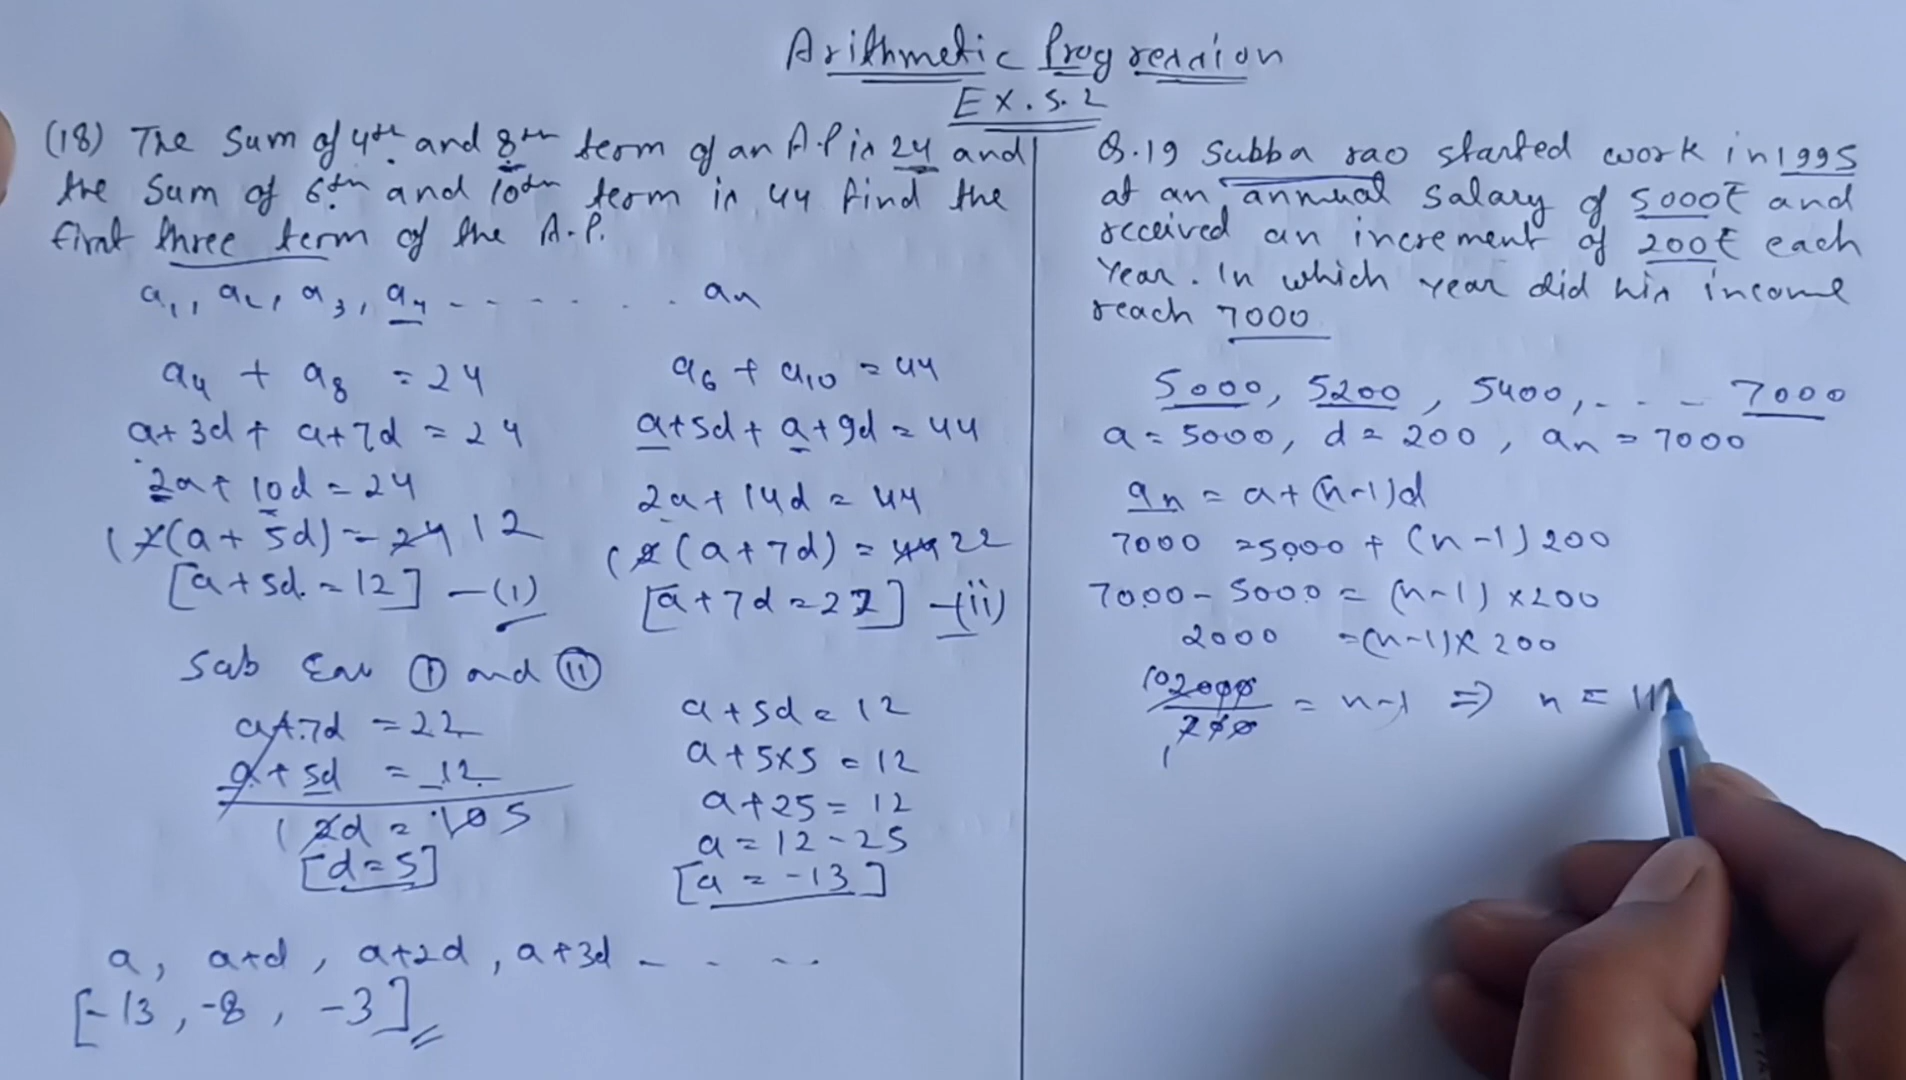 Arithmetic Progression
Ex. 5.2
(18) The sum of 4th and 8th term of an A.P is 24 and
the sum of 6th and 10th term is 44 find the
first three term of the A.P.
a1, a2, a3, a4 - - - - . . . an
a4 + a8 = 24
a+3d + a+7d = 24
2a+10d = 24
1 2(a+5d) = 24 12
[a+5d = 12] - (i)
a6 + a10 = 44
a+5d + a+9d = 44
2a+14d = 44
1 2(a+7d) = 44 22
[a+7d = 22] - (ii)
Sub Eqn (I) and (II)
a+7d = 22
a+5d = 12
1 2d = 10 5
[d=5]
a+5d = 12
a+5×5 = 12
a+25 = 12
a = 12-25
[a = -13]
a, a+d, a+2d, a+3d - - - -
[-13, -8, -3]
Q.19 Subba rao started work in 1995
at an annual salary of 5000₹ and
received an increment of 200₹ each
Year. In which year did his income
reach 7000
5000, 5200, 5400, - - - 7000
a = 5000, d = 200, an = 7000
an = a+(n-1)d
7000 = 5000 + (n-1)200
7000 - 5000 = (n-1)×200
2000 = (n-1)×200
10 2000/200 1 = n-1 ⇒ n = 11